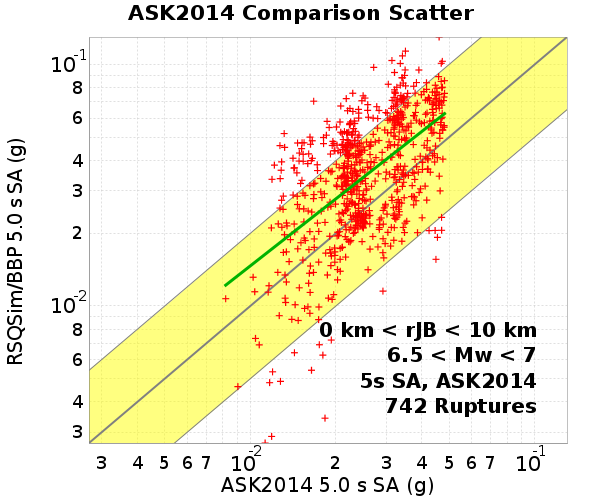 ASK2014 Comparison Scatter
RSQSim/BBP 5.0 s SA (g)
10⁻¹
8
6
4
3
2
10⁻²
8
6
4
3
0 km < rJB < 10 km
6.5 < Mw < 7
5s SA, ASK2014
742 Ruptures
3 4 5 6 7 10⁻² 2 3 4 5 6 7 10⁻¹
ASK2014 5.0 s SA (g)